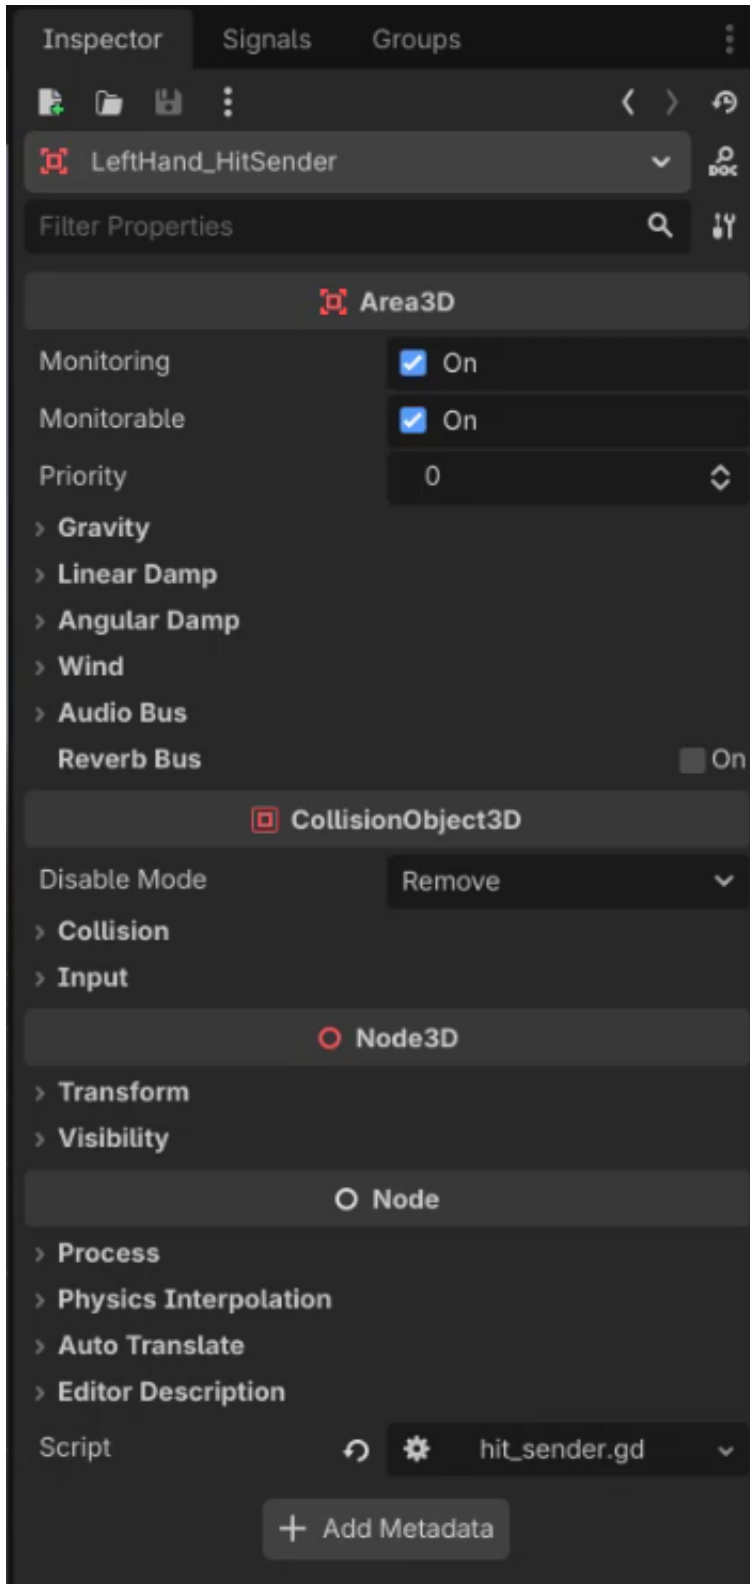 Inspector Signals Groups
LeftHand_HitSender
DOC
Filter Properties
Area3D
Monitoring On
Monitorable On
Priority 0
Gravity
Linear Damp
Angular Damp
Wind
Audio Bus
Reverb Bus On
CollisionObject3D
Disable Mode Remove
Collision
Input
Node3D
Transform
Visibility
Node
Process
Physics Interpolation
Auto Translate
Editor Description
Script hit_sender.gd
+ Add Metadata